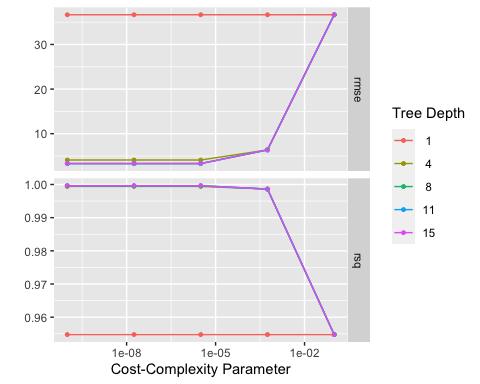 30
20
10
rmse
1.00
0.99
0.98
0.97
0.96
rsq
1e-08 1e-05 1e-02
Cost-Complexity Parameter
Tree Depth
1
4
8
11
15